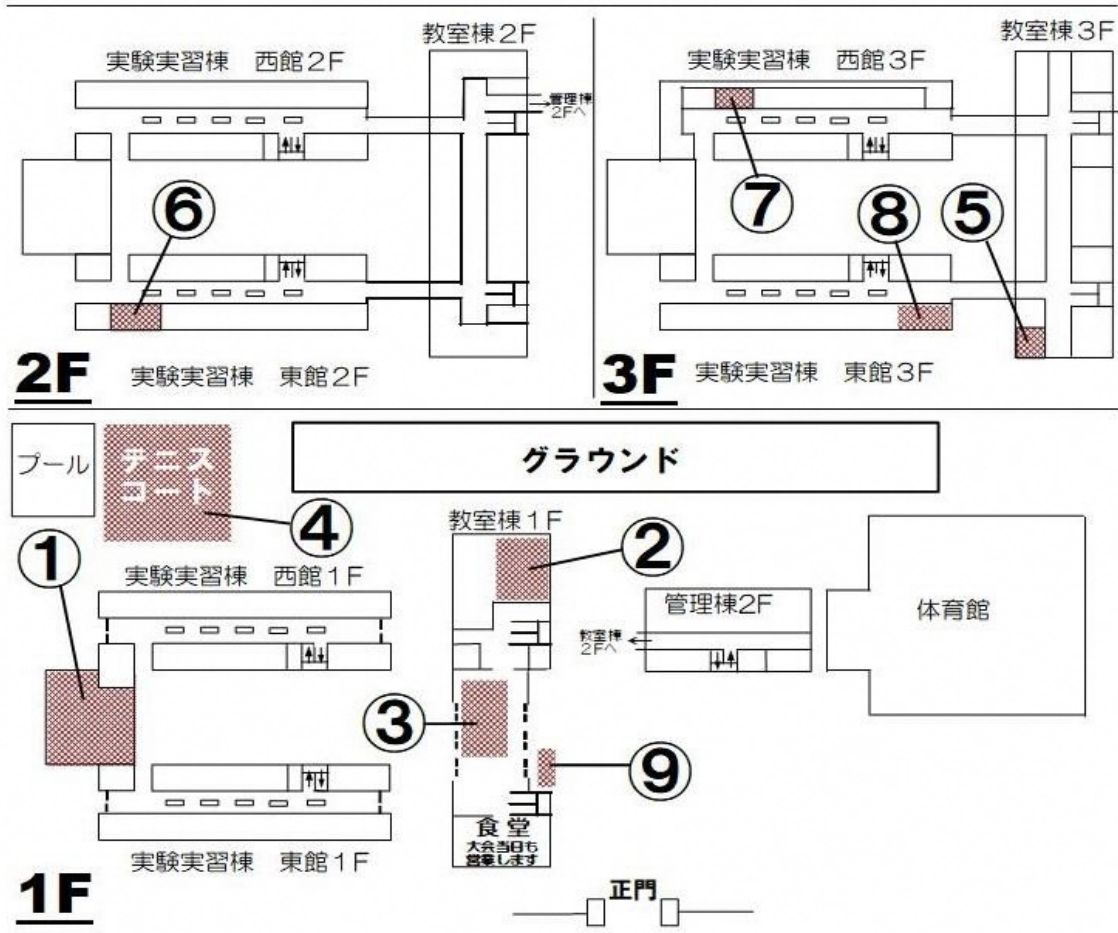 教室棟2F
教室棟3F
実験実習棟 西館2F
実験実習棟 西館3F
管理棟
2Fへ
⑥
⑦
⑧
⑤
2F
実験実習棟 東館2F
3F
実験実習棟 東館3F
プール
テニス
コート
グラウンド
①
④
教室棟1F
②
実験実習棟 西館1F
管理棟2F
体育館
教室棟
2Fへ
③
⑨
食堂
大会当日も
営業します
実験実習棟 東館1F
1F
正門